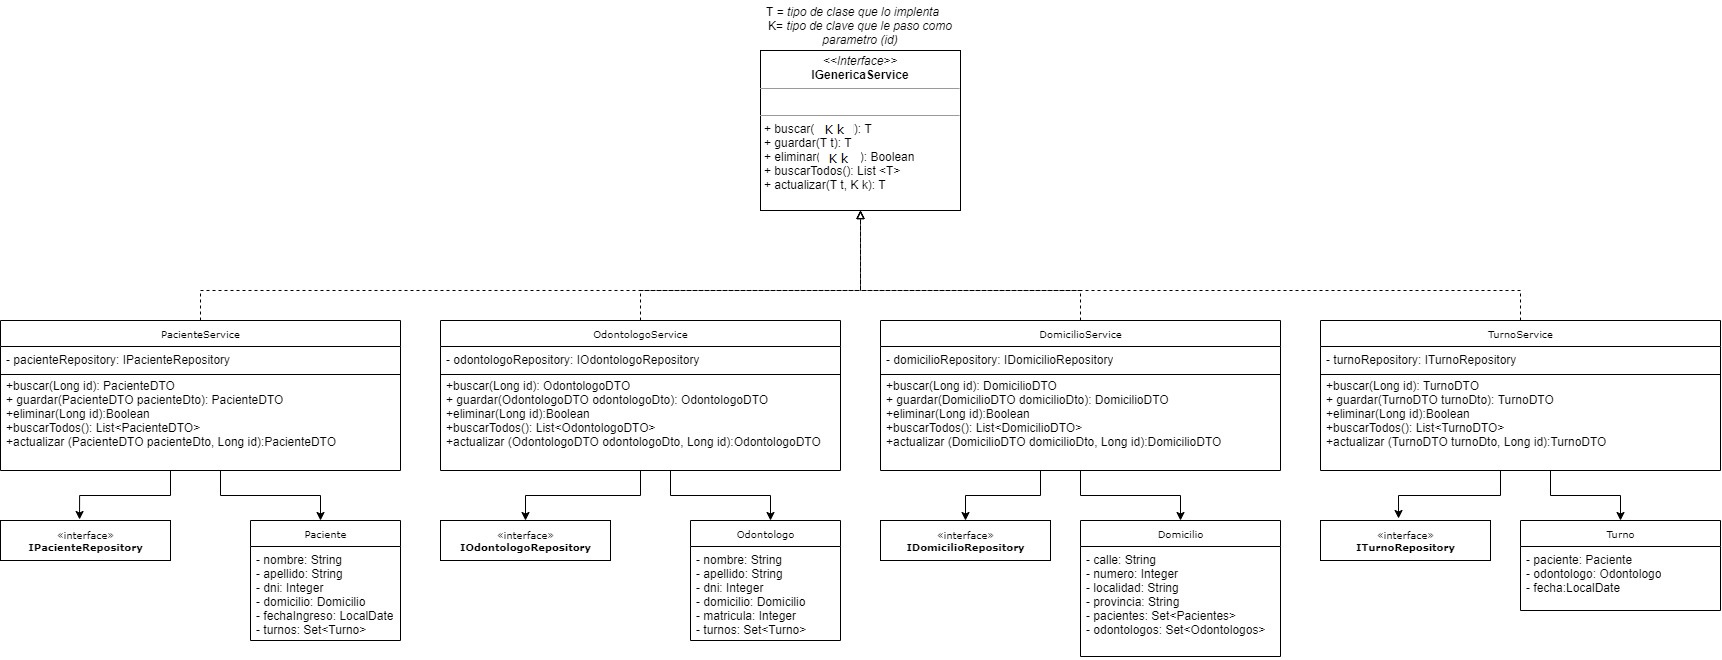 T = tipo de clase que lo implenta
K= tipo de clave que le paso como
parametro (id)
<<Interface>>
IGenericaService
+ buscar( K k ): T
+ guardar(T t): T
+ eliminar( K k ): Boolean
+ buscarTodos(): List <T>
+ actualizar(T t, K k): T
PacienteService
- pacienteRepository: IPacienteRepository
+buscar(Long id): PacienteDTO
+ guardar(PacienteDTO pacienteDto): PacienteDTO
+eliminar(Long id):Boolean
+buscarTodos(): List<PacienteDTO>
+actualizar (PacienteDTO pacienteDto, Long id):PacienteDTO
OdontologoService
- odontologoRepository: IOdontologoRepository
+buscar(Long id): OdontologoDTO
+ guardar(OdontologoDTO odontologoDto): OdontologoDTO
+eliminar(Long id):Boolean
+buscarTodos(): List<OdontologoDTO>
+actualizar (OdontologoDTO odontologoDto, Long id):OdontologoDTO
DomicilioService
- domicilioRepository: IDomicilioRepository
+buscar(Long id): DomicilioDTO
+ guardar(DomicilioDTO domicilioDto): DomicilioDTO
+eliminar(Long id):Boolean
+buscarTodos(): List<DomicilioDTO>
+actualizar (DomicilioDTO domicilioDto, Long id):DomicilioDTO
TurnoService
- turnoRepository: ITurnoRepository
+buscar(Long id): TurnoDTO
+ guardar(TurnoDTO turnoDto): TurnoDTO
+eliminar(Long id):Boolean
+buscarTodos(): List<TurnoDTO>
+actualizar (TurnoDTO turnoDto, Long id):TurnoDTO
«interface»
IPacienteRepository
Paciente
- nombre: String
- apellido: String
- dni: Integer
- domicilio: Domicilio
- fechaIngreso: LocalDate
- turnos: Set<Turno>
«interface»
IOdontologoRepository
Odontologo
- nombre: String
- apellido: String
- dni: Integer
- domicilio: Domicilio
- matricula: Integer
- turnos: Set<Turno>
«interface»
IDomicilioRepository
Domicilio
- calle: String
- numero: Integer
- localidad: String
- provincia: String
- pacientes: Set<Pacientes>
- odontologos: Set<Odontologos>
«interface»
ITurnoRepository
Turno
- paciente: Paciente
- odontologo: Odontologo
- fecha:LocalDate